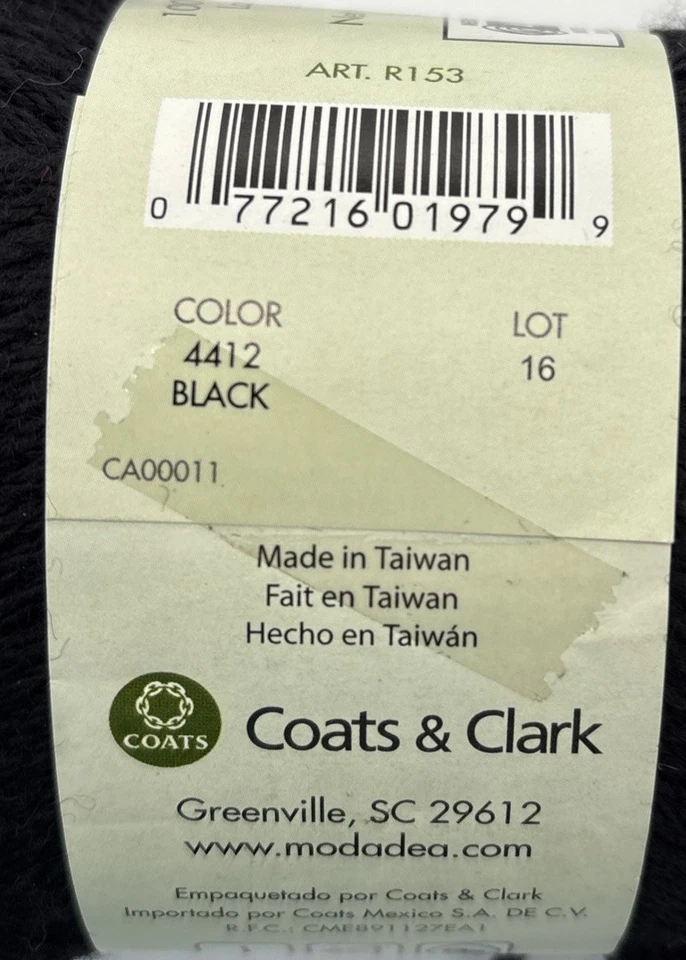 ART. R153
0 77216 01979 9
COLOR
4412
BLACK
LOT
16
CA00011
Made in Taiwan
Fait en Taiwan
Hecho en Taiwán
COATS
Coats & Clark
Greenville, SC 29612
www.modadea.com
Empaquetado por Coats & Clark
Importado por Coats Mexico S.A. DE C.V.
R.F.C.: CME891127EA1